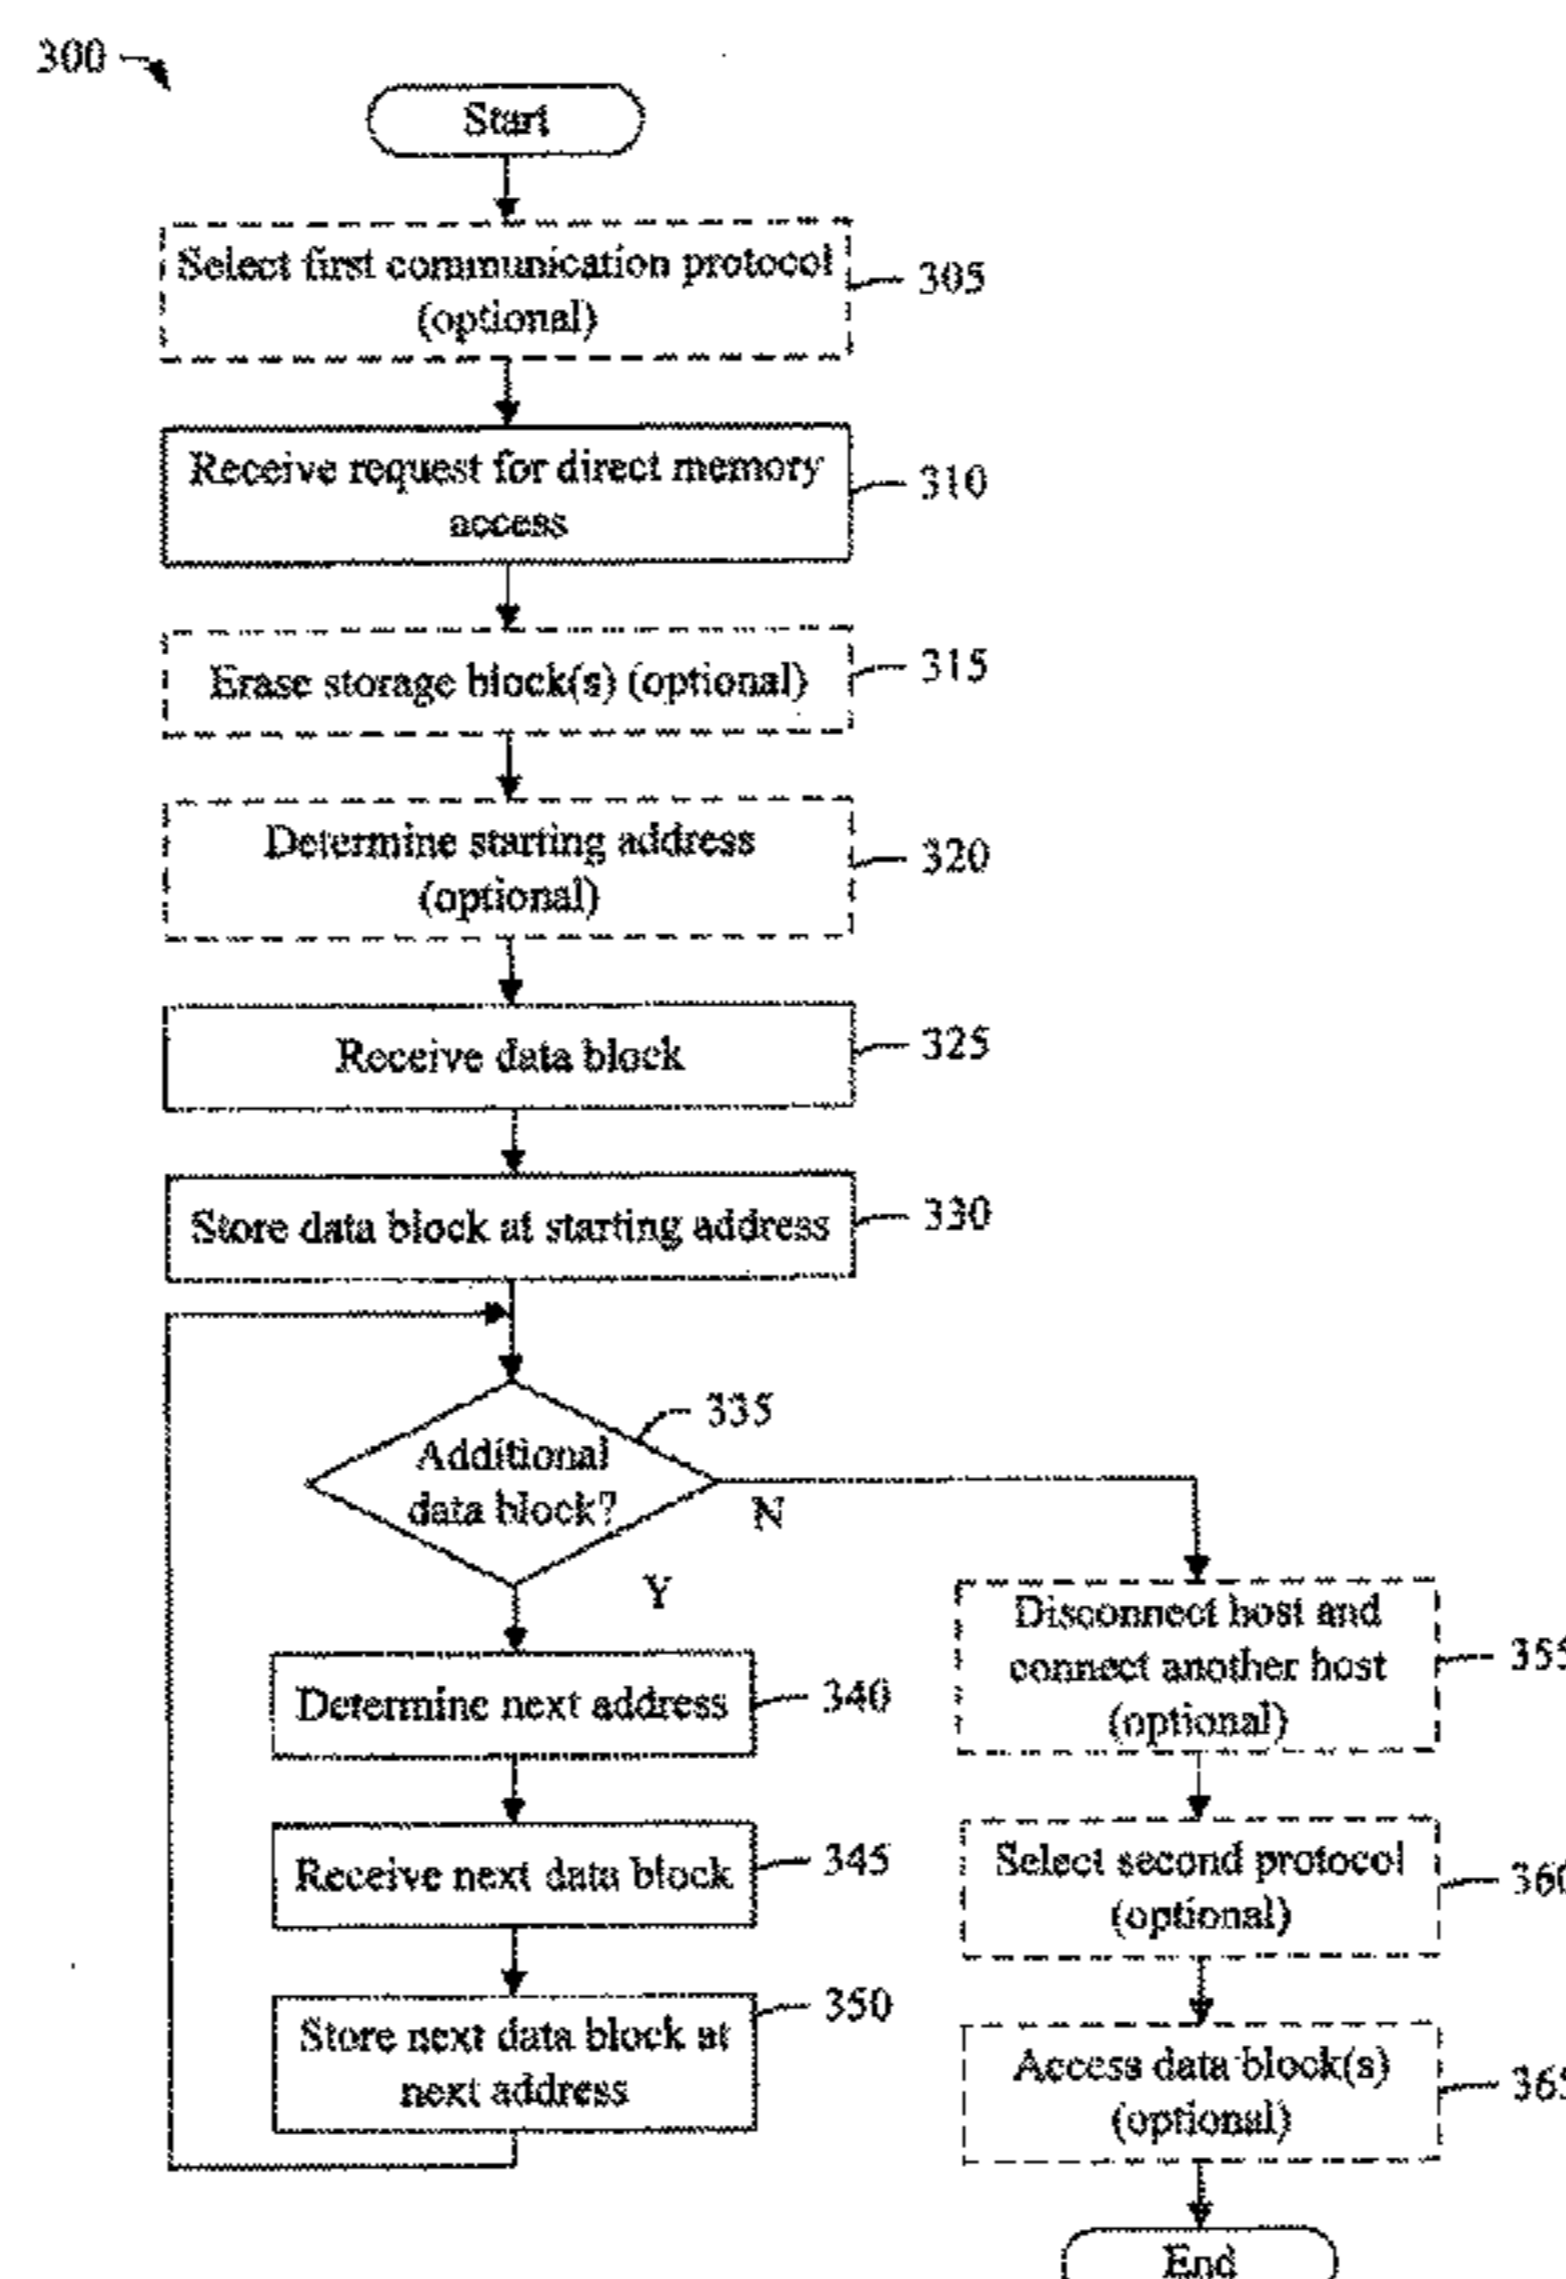 300
Start
Select first communication protocol
(optional)
305
Receive request for direct memory
access
310
Erase storage block(s) (optional)
315
Determine starting address
(optional)
320
Receive data block
325
Store data block at starting address
330
Additional
data block?
335
N
Y
Determine next address
340
Receive next data block
345
Store next data block at
next address
350
Disconnect host and
connect another host
(optional)
355
Select second protocol
(optional)
360
Access data block(s)
(optional)
365
End